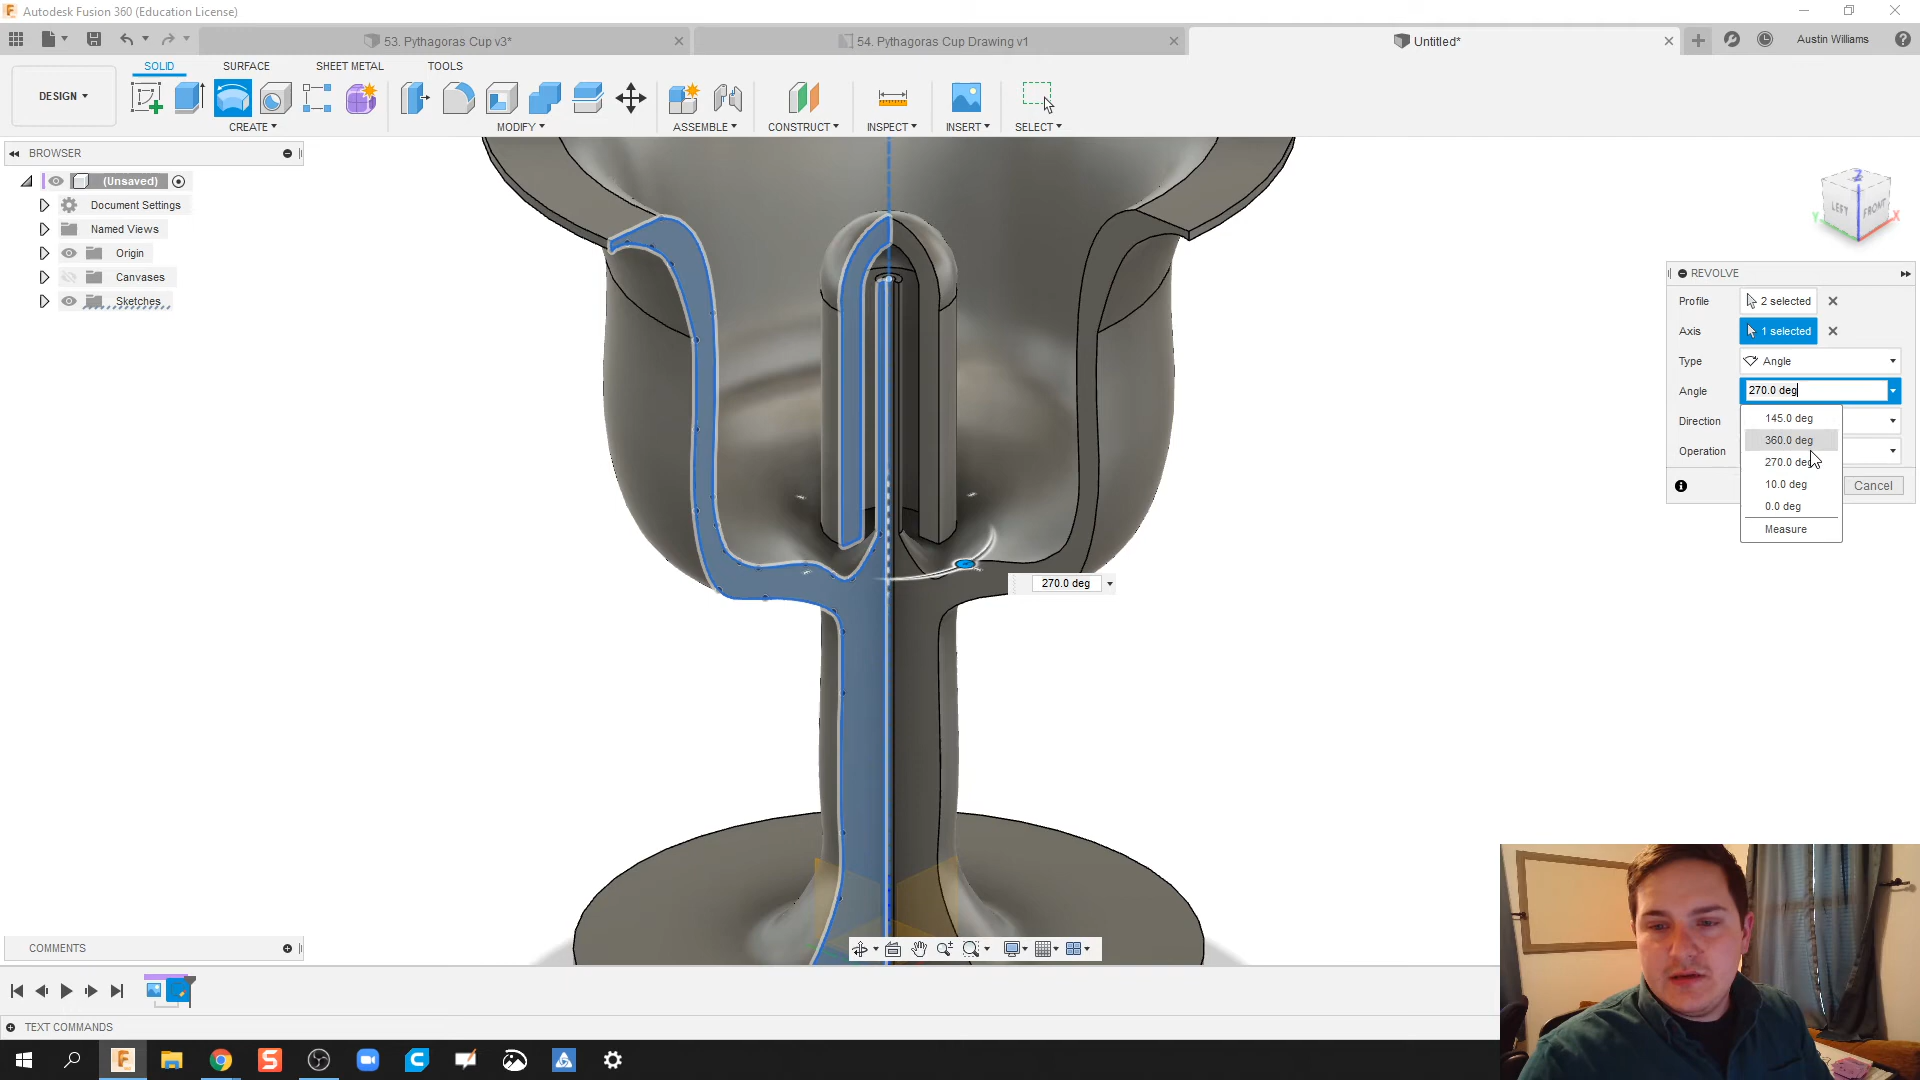 Autodesk Fusion 360 (Education License)
53. Pythagoras Cup v3*
54. Pythagoras Cup Drawing v1
Untitled*
Austin Williams
DESIGN
SOLID
SURFACE
SHEET METAL
TOOLS
CREATE
MODIFY
ASSEMBLE
CONSTRUCT
INSPECT
INSERT
SELECT
BROWSER
(Unsaved)
Document Settings
Named Views
Origin
Canvases
Sketches
Z
LEFT
FRONT
Y
X
REVOLVE
Profile
2 selected
Axis
1 selected
Type
Angle
Angle
270.0 deg
Direction
Operation
145.0 deg
360.0 deg
270.0 deg
10.0 deg
0.0 deg
Measure
Cancel
270.0 deg
COMMENTS
TEXT COMMANDS